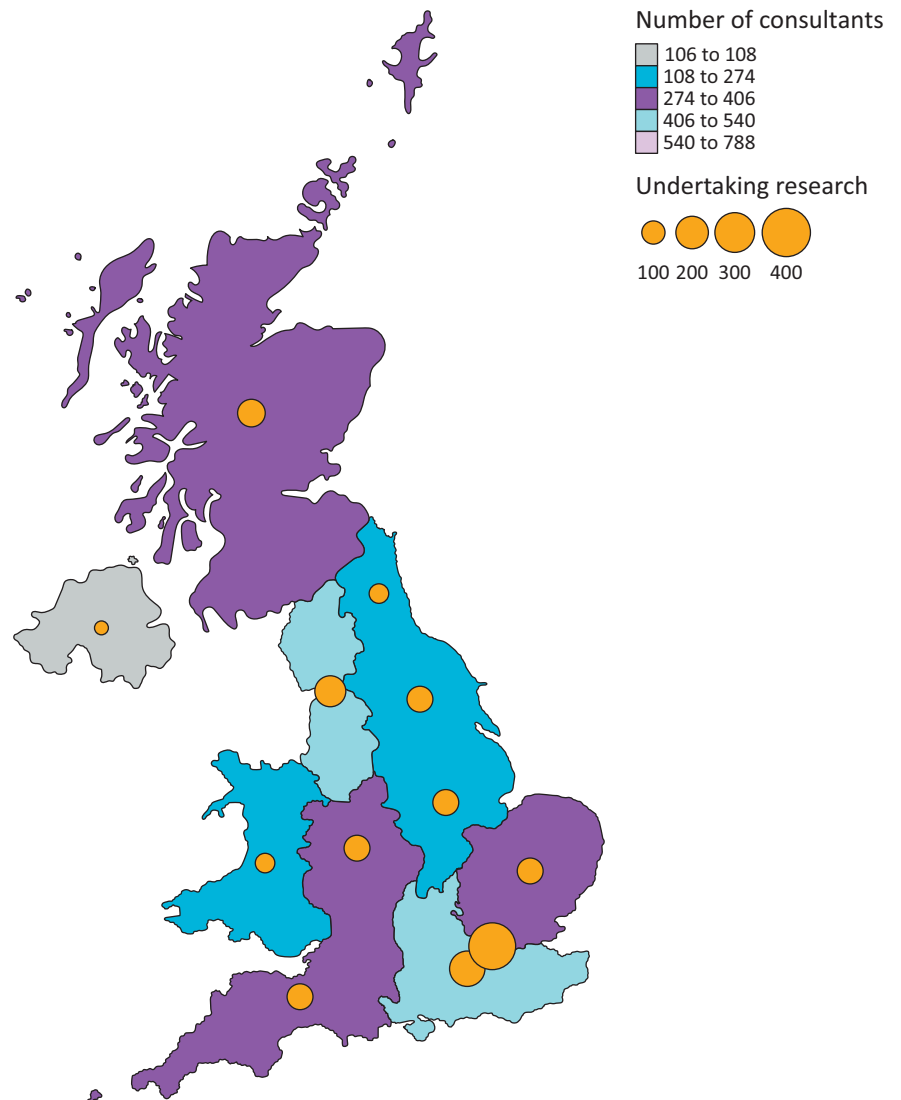 Number of consultants
106 to 108
108 to 274
274 to 406
406 to 540
540 to 788
Undertaking research
100 200 300 400